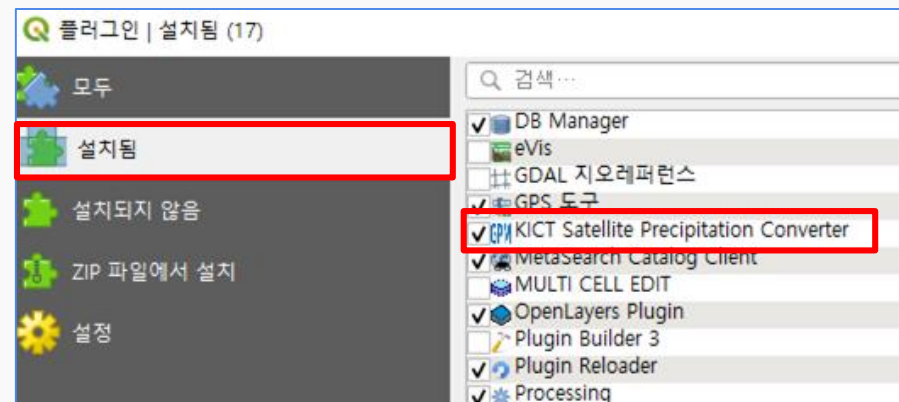 플러그인 | 설치됨 (17)
모두
설치됨
설치되지 않음
ZIP 파일에서 설치
설정
검색…
DB Manager
eVis
GDAL 지오레퍼런스
GPS 도구
GPM KICT Satellite Precipitation Converter
MetaSearch Catalog Client
MULTI CELL EDIT
OpenLayers Plugin
Plugin Builder 3
Plugin Reloader
Processing